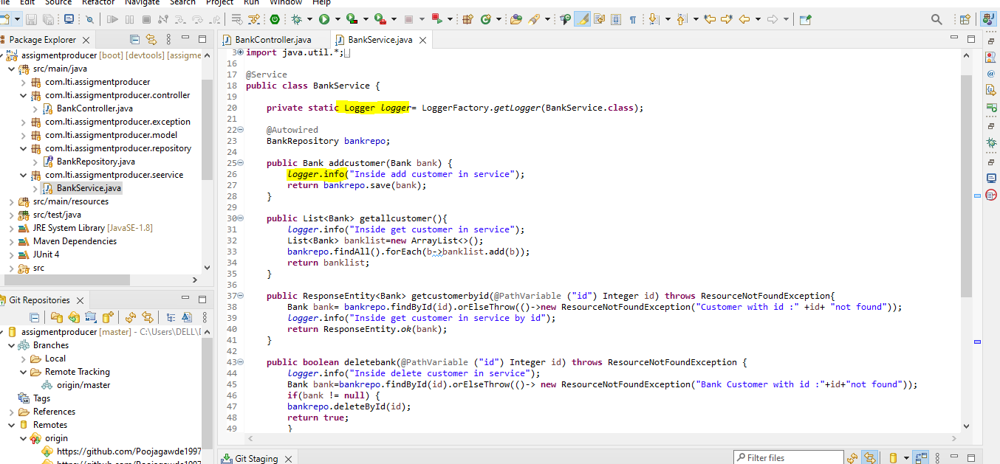 File Edit Source Refactor Navigate Search Project Run Window Help
Package Explorer
BankController.java
BankService.java
assigmentproducer [boot] [devtools] [assigme
src/main/java
com.lti.assigmentproducer
com.lti.assigmentproducer.controller
BankController.java
com.lti.assigmentproducer.exception
com.lti.assigmentproducer.model
com.lti.assigmentproducer.repository
BankRepository.java
com.lti.assigmentproducer.seervice
BankService.java
src/main/resources
src/test/java
JRE System Library [JavaSE-1.8]
Maven Dependencies
JUnit 4
src
Git Repositories
assigmentproducer [master] - C:\Users\DELL\
Branches
Local
Remote Tracking
origin/master
Tags
References
Remotes
origin
https://github.com/Poojagawde1997
https://github.com/Poojagawde1997
3 import java.util.*;
16
17 @Service
18 public class BankService {
19
20 private static Logger logger= LoggerFactory.getLogger(BankService.class);
21
22 @Autowired
23 BankRepository bankrepo;
24
25 public Bank addcustomer(Bank bank) {
26 logger.info("Inside add customer in service");
27 return bankrepo.save(bank);
28 }
29
30 public List<Bank> getallcustomer(){
31 logger.info("Inside get customer in service");
32 List<Bank> banklist=new ArrayList<>();
33 bankrepo.findAll().forEach(b->banklist.add(b));
34 return banklist;
35 }
36
37 public ResponseEntity<Bank> getcustomerbyid(@PathVariable ("id") Integer id) throws ResourceNotFoundException{
38 Bank bank= bankrepo.findById(id).orElseThrow(()->new ResourceNotFoundException("Customer with id :" +id+ "not found"));
39 logger.info("Inside get customer in service by id");
40 return ResponseEntity.ok(bank);
41 }
42
43 public boolean deletebank(@PathVariable ("id") Integer id) throws ResourceNotFoundException {
44 logger.info("Inside delete customer in service");
45 Bank bank=bankrepo.findById(id).orElseThrow(()-> new ResourceNotFoundException("Bank Customer with id :"+id+"not found"));
46 if(bank != null) {
47 bankrepo.deleteById(id);
48 return true;
49 }
Git Staging
Filter files